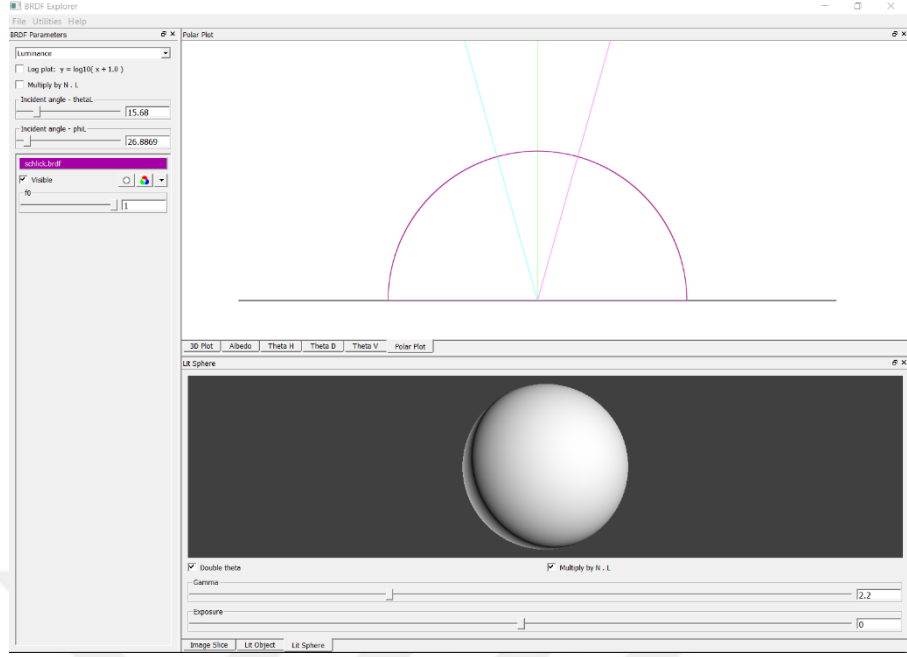 BRDF Explorer
File Utilities Help
BRDF Parameters
Luminance
Log plot: y = log10( x + 1.0 )
Multiply by N . L
Incident angle - thetaL
15.68
Incident angle - phiL
26.8869
schlick.brdf
Visible
f0
1
Polar Plot
3D Plot Albedo Theta H Theta D Theta V Polar Plot
Lit Sphere
Double theta Multiply by N . L
Gamma
2.2
Exposure
0
Image Slice Lit Object Lit Sphere